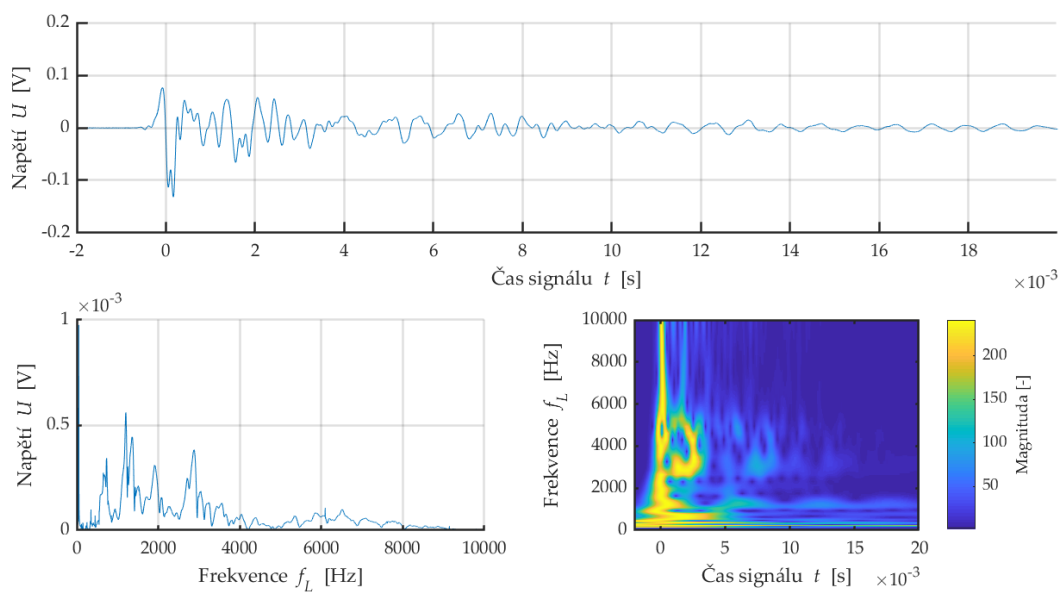 0.2
0.1
0
-0.1
-0.2
Napětí U [V]
-2 0 2 4 6 8 10 12 14 16 18
Čas signálu t [s]
×10⁻³
×10⁻³
1
0.5
0
Napětí U [V]
0 2000 4000 6000 8000 10000
Frekvence f_L [Hz]
10000
8000
6000
4000
2000
0
Frekvence f_L [Hz]
0 5 10 15 20
Čas signálu t [s] ×10⁻³
200
150
100
50
Magnituda [-]